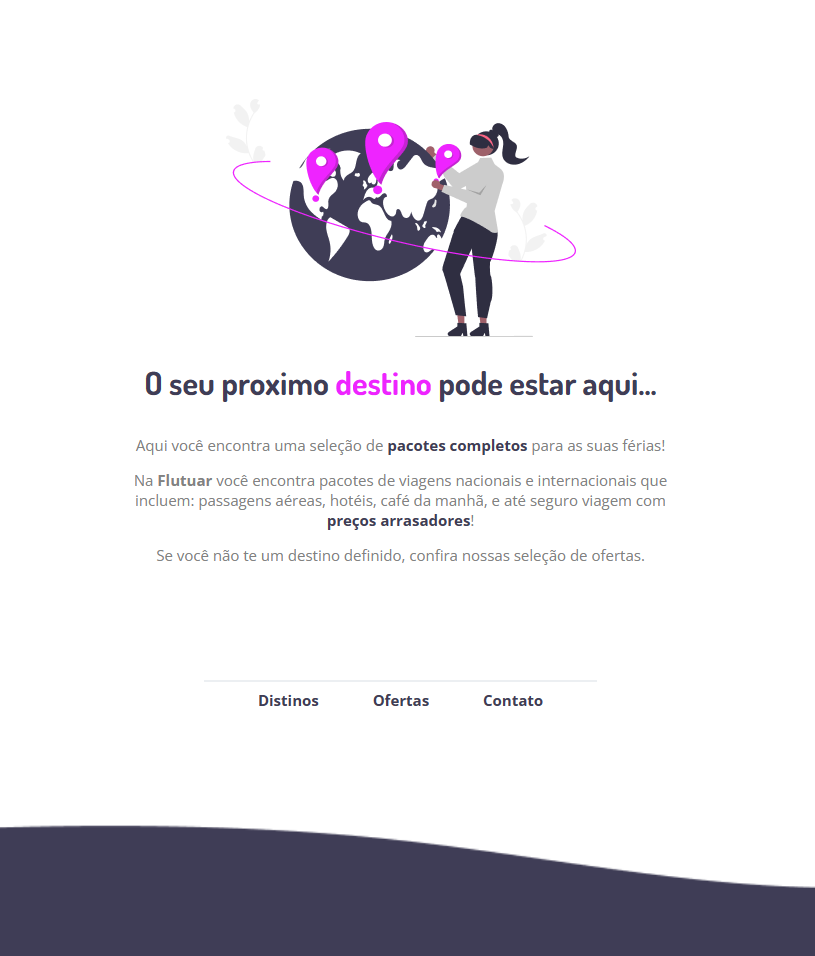 O seu proximo destino pode estar aqui...
Aqui você encontra uma seleção de pacotes completos para as suas férias!
Na Flutuar você encontra pacotes de viagens nacionais e internacionais que
incluem: passagens aéreas, hotéis, café da manhã, e até seguro viagem com
preços arrasadores!
Se você não te um destino definido, confira nossas seleção de ofertas.
Distinos Ofertas Contato